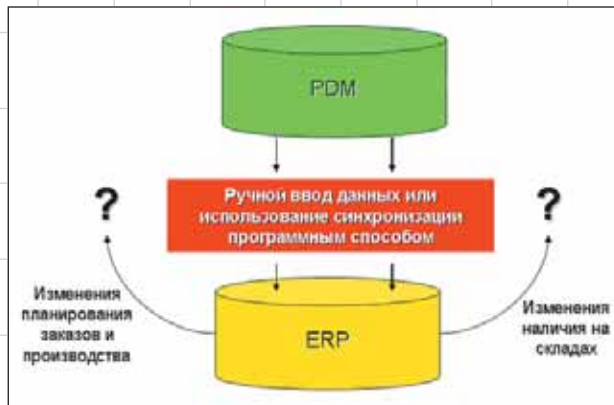 PDM
Ручной ввод данных или
использование синхронизации
программным способом
?
?
Изменения
планирования
заказов и
производства
ERP
Изменения
наличия на
складах